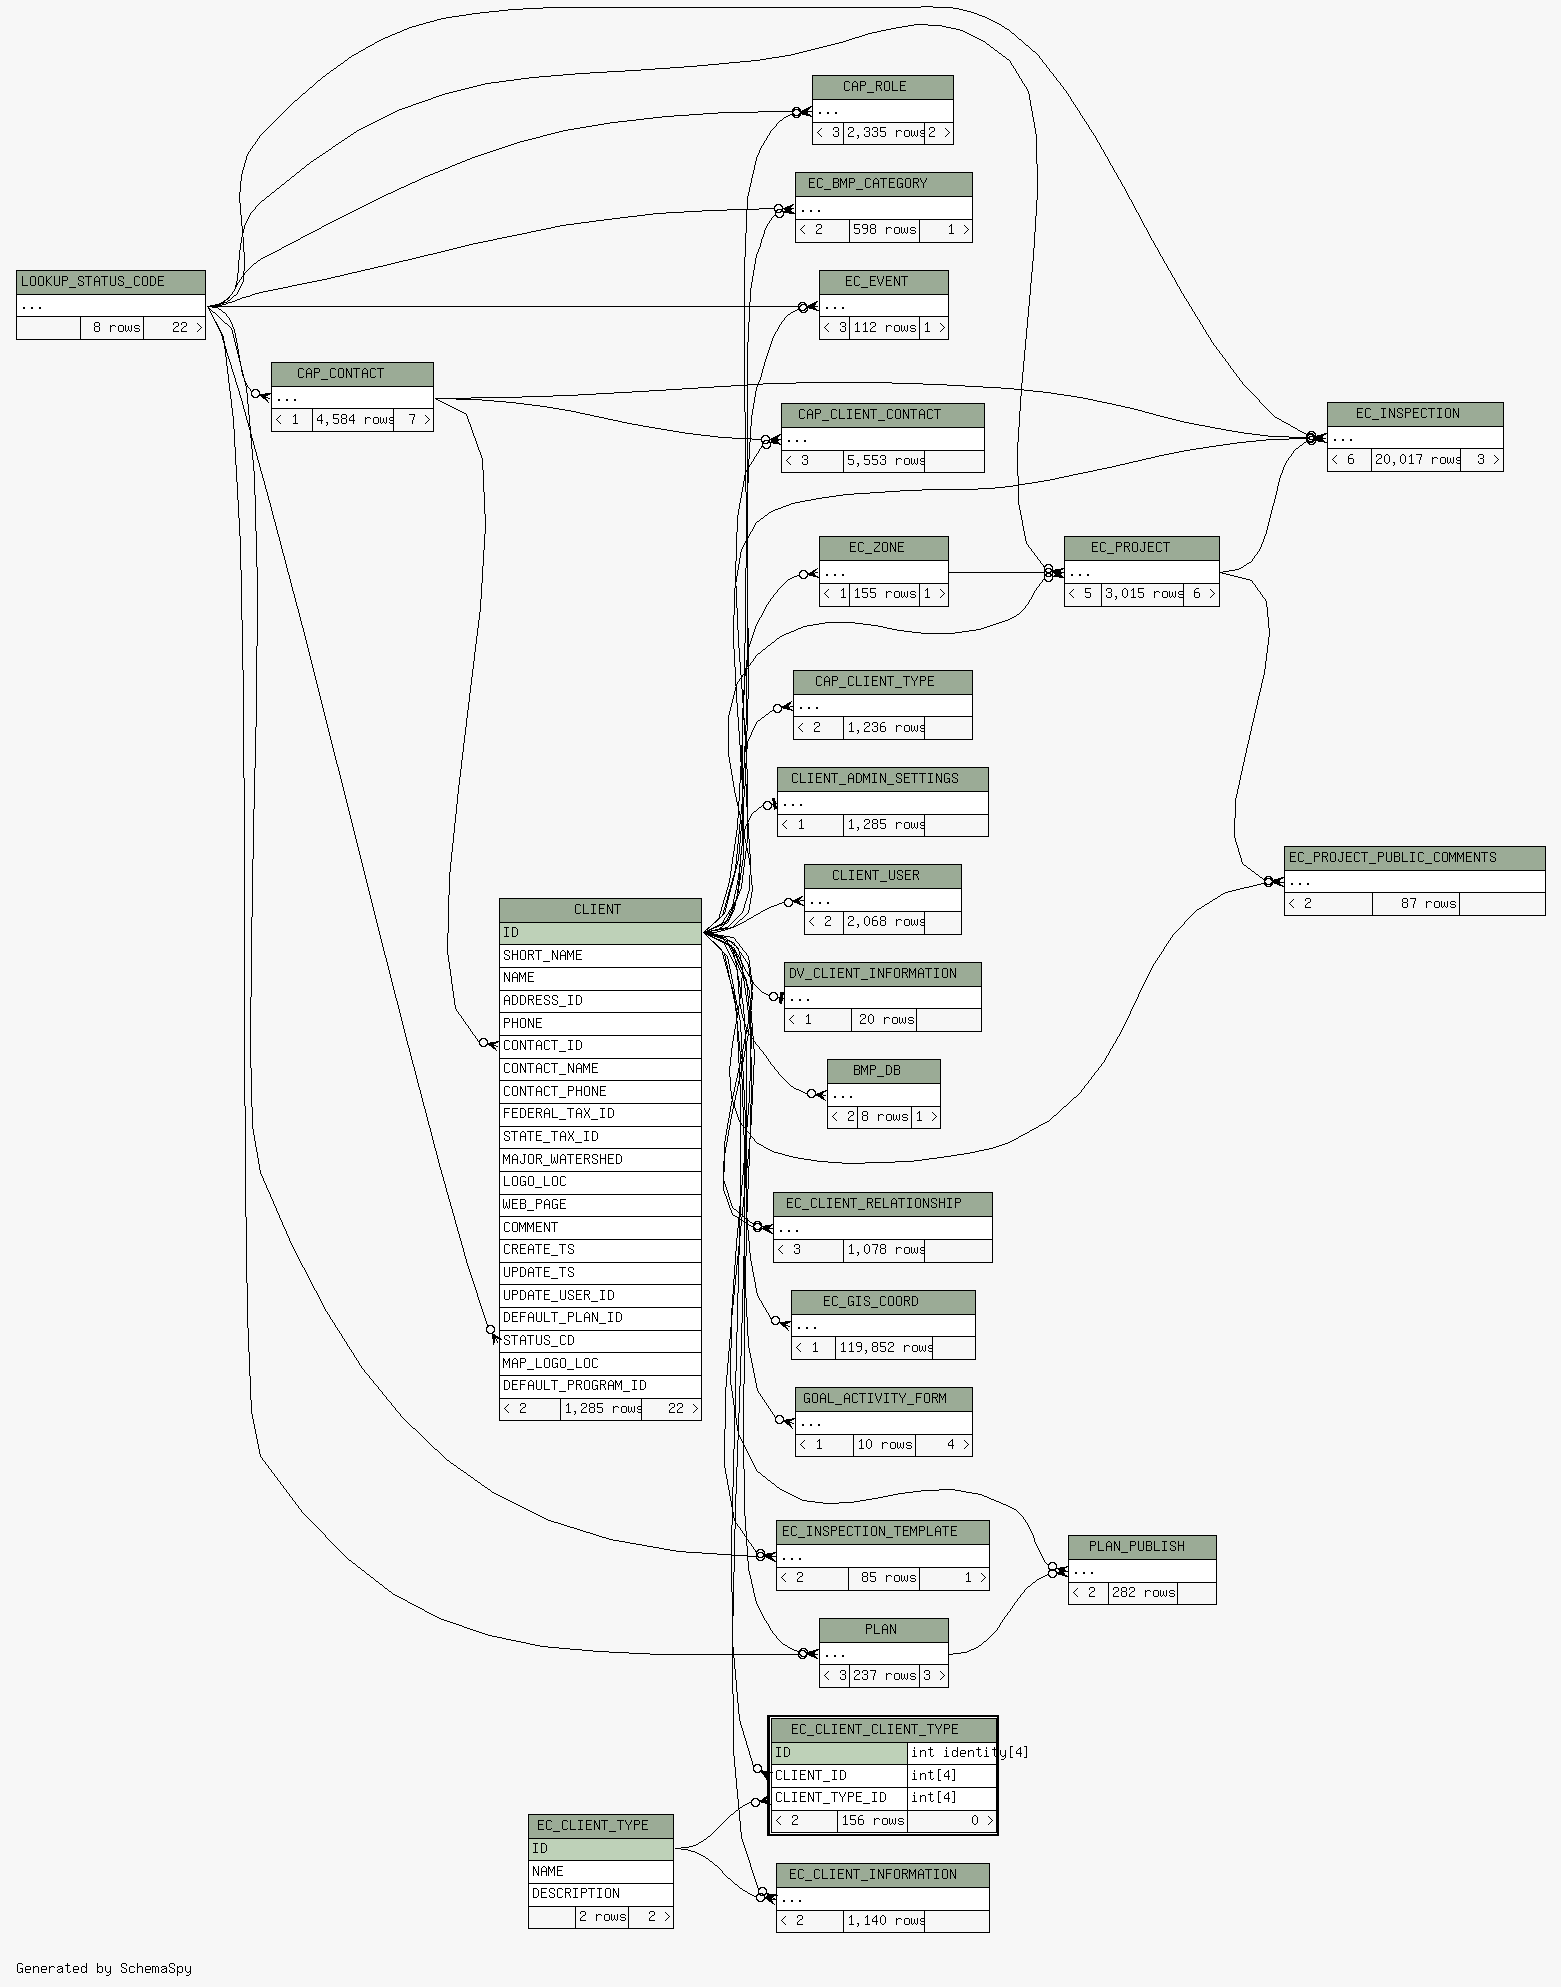 CAP_ROLE
...
< 3 2,335 rows 2 >
EC_BMP_CATEGORY
...
< 2 598 rows 1 >
LOOKUP_STATUS_CODE
...
8 rows 22 >
EC_EVENT
...
< 3 112 rows 1 >
CAP_CONTACT
...
< 1 4,584 rows 7 >
CAP_CLIENT_CONTACT
...
< 3 5,553 rows
EC_INSPECTION
...
< 6 20,017 rows 3 >
EC_ZONE
...
< 1 155 rows 1 >
EC_PROJECT
...
< 5 3,015 rows 6 >
CAP_CLIENT_TYPE
...
< 2 1,236 rows
CLIENT_ADMIN_SETTINGS
...
< 1 1,285 rows
EC_PROJECT_PUBLIC_COMMENTS
...
< 2 87 rows
CLIENT_USER
...
< 2 2,068 rows
CLIENT
ID
SHORT_NAME
NAME
ADDRESS_ID
PHONE
CONTACT_ID
CONTACT_NAME
CONTACT_PHONE
FEDERAL_TAX_ID
STATE_TAX_ID
MAJOR_WATERSHED
LOGO_LOC
WEB_PAGE
COMMENT
CREATE_TS
UPDATE_TS
UPDATE_USER_ID
DEFAULT_PLAN_ID
STATUS_CD
MAP_LOGO_LOC
DEFAULT_PROGRAM_ID
< 2 1,285 rows 22 >
DV_CLIENT_INFORMATION
...
< 1 20 rows
BMP_DB
...
< 2 8 rows 1 >
EC_CLIENT_RELATIONSHIP
...
< 3 1,078 rows
EC_GIS_COORD
...
< 1 119,852 rows
GOAL_ACTIVITY_FORM
...
< 1 10 rows 4 >
EC_INSPECTION_TEMPLATE
...
< 2 85 rows 1 >
PLAN_PUBLISH
...
< 2 282 rows
PLAN
...
< 3 237 rows 3 >
EC_CLIENT_CLIENT_TYPE
ID int identity[4]
CLIENT_ID int[4]
CLIENT_TYPE_ID int[4]
< 2 156 rows 0 >
EC_CLIENT_TYPE
ID
NAME
DESCRIPTION
2 rows 2 >
EC_CLIENT_INFORMATION
...
< 2 1,140 rows
Generated by SchemaSpy